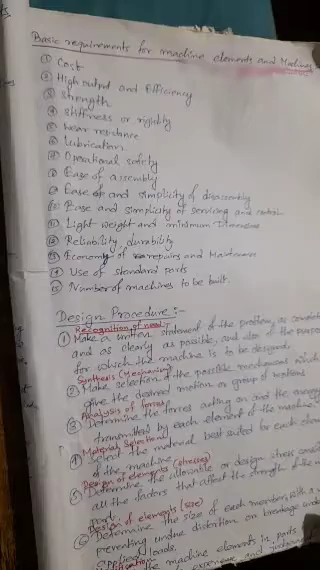 Basic requirements for machine elements and Machines
① Cost
② High output and Efficiency
③ Strength
④ Stiffness or rigidity
⑤ wear resistance
⑥ Lubrication
⑦ Operational safety
⑧ Ease of assembly
⑨ Ease of and simplicity of disassembly
⑩ Ease and simplicity of servicing and control
⑪ Light weight and minimum Dimensions
⑫ Reliability, durability
⑬ Economy of repairs and Maintenance
⑭ Use of standard parts
⑮ Number of machines to be built.
Design Procedure :-
Recognition of need
① Make a written statement of the problem, as
and as clearly as possible, and also of the
for which the machine is to be designed.
Synthesis (Mechanism)
② Make selection of the possible mechanism which
give the desired motion or group of motions
Analysis of forces
③ Determine the forces acting on and the energy
transmitted by each element of the machine.
Material selection
④ Select the material best suited for each
of the machine.
Design of elements (stresses)
⑤ Determine the allowable or design stress
all the factors that affect the strength of the
part.
Design of elements (size)
⑥ Determine the size of each member, with a
preventing undue distortion or breakage under
applied loads.
the machine elements in parts
experience and judgement